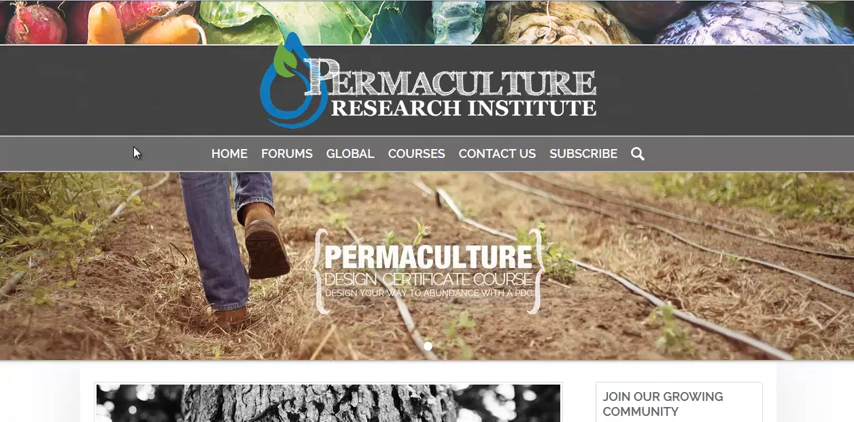 PERMACULTURE
RESEARCH INSTITUTE
HOME FORUMS GLOBAL COURSES CONTACT US SUBSCRIBE
PERMACULTURE
DESIGN CERTIFICATE COURSE
DESIGN YOUR WAY TO ABUNDANCE WITH A PDC
JOIN OUR GROWING
COMMUNITY